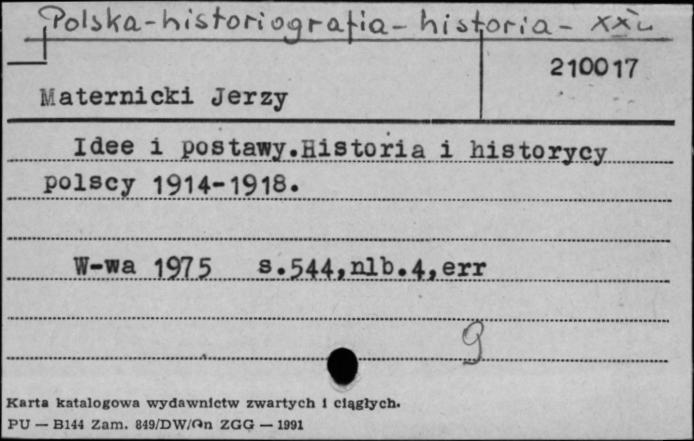 Polska-historiografia-historia- XXw
210017
Maternicki Jerzy
Idee i postawy.Historia i historycy
polscy 1914-1918.
W-wa 1975 s.544,nlb.4,err
9
Karta katalogowa wydawnictw zwartych i ciągłych.
PU — B144 Zam. 849/DW/On ZGG — 1991